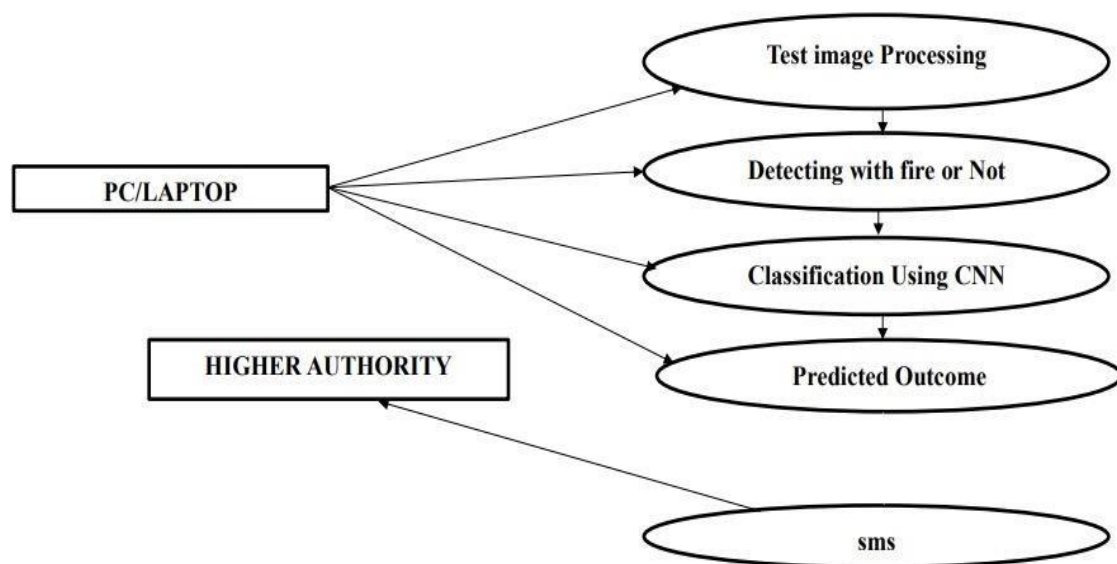 Test image Processing
Detecting with fire or Not
PC/LAPTOP
Classification Using CNN
HIGHER AUTHORITY
Predicted Outcome
sms